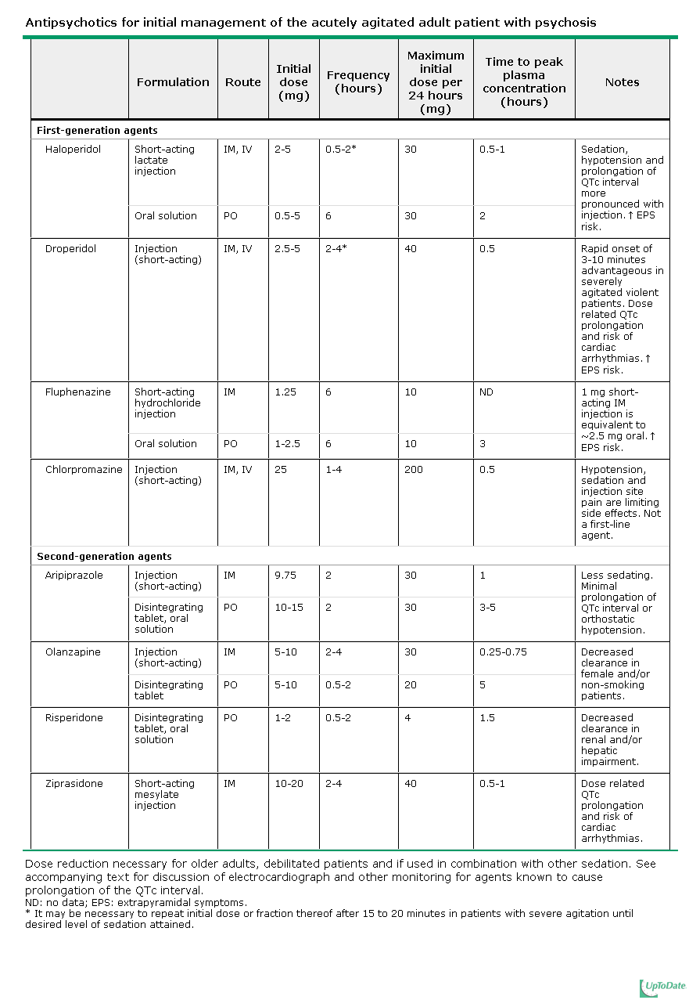 Antipsychotics for initial management of the acutely agitated adult patient with psychosis
Formulation
Route
Initial
dose
(mg)
Frequency
(hours)
Maximum
initial
dose per
24 hours
(mg)
Time to peak
plasma
concentration
(hours)
Notes
First-generation agents
Haloperidol
Short-acting
lactate
injection
IM, IV
2-5
0.5-2*
30
0.5-1
Sedation,
hypotension and
prolongation of
QTc interval
more
pronounced with
injection. ↑ EPS
risk.
Oral solution
PO
0.5-5
6
30
2
Droperidol
Injection
(short-acting)
IM, IV
2.5-5
2-4*
40
0.5
Rapid onset of
3-10 minutes
advantageous in
severely
agitated violent
patients. Dose
related QTc
prolongation
and risk of
cardiac
arrhythmias. ↑
EPS risk.
Fluphenazine
Short-acting
hydrochloride
injection
IM
1.25
6
10
ND
1 mg short-
acting IM
injection is
equivalent to
~2.5 mg oral. ↑
EPS risk.
Oral solution
PO
1-2.5
6
10
3
Chlorpromazine
Injection
(short-acting)
IM, IV
25
1-4
200
0.5
Hypotension,
sedation and
injection site
pain are limiting
side effects. Not
a first-line
agent.
Second-generation agents
Aripiprazole
Injection
(short-acting)
IM
9.75
2
30
1
Less sedating.
Minimal
prolongation of
QTc interval or
orthostatic
hypotension.
Disintegrating
tablet, oral
solution
PO
10-15
2
30
3-5
Olanzapine
Injection
(short-acting)
IM
5-10
2-4
30
0.25-0.75
Decreased
clearance in
female and/or
non-smoking
patients.
Disintegrating
tablet
PO
5-10
0.5-2
20
5
Risperidone
Disintegrating
tablet, oral
solution
PO
1-2
0.5-2
4
1.5
Decreased
clearance in
renal and/or
hepatic
impairment.
Ziprasidone
Short-acting
mesylate
injection
IM
10-20
2-4
40
0.5-1
Dose related
QTc
prolongation
and risk of
cardiac
arrhythmias.
Dose reduction necessary for older adults, debilitated patients and if used in combination with other sedation. See
accompanying text for discussion of electrocardiograph and other monitoring for agents known to cause
prolongation of the QTc interval.
ND: no data; EPS: extrapyramidal symptoms.
* It may be necessary to repeat initial dose or fraction thereof after 15 to 20 minutes in patients with severe agitation until
desired level of sedation attained.
UpToDate